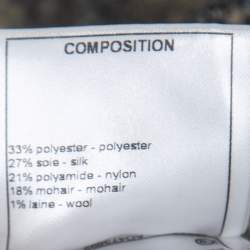 COMPOSITION
33% polyester - polyester
27% soie - silk
21% polyamide - nylon
18% mohair - mohair
1% laine - wool